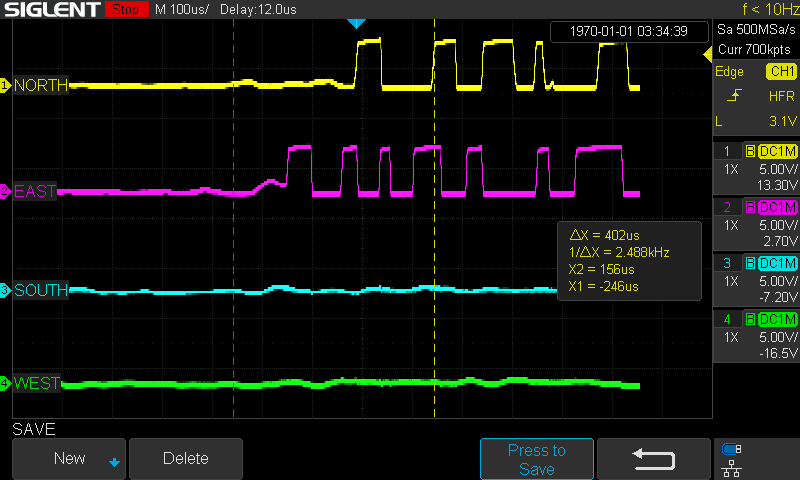 SIGLENT Stop M 100us/ Delay:12.0us f < 10Hz
1970-01-01 03:34:39
Sa 500MSa/s
Curr 700kpts
Edge CH1
HFR
L 3.1V
1 NORTH
2 EAST
3 SOUTH
4 WEST
1 B DC1M
1X 5.00V/
13.30V
2 B DC1M
1X 5.00V/
2.70V
3 B DC1M
1X 5.00V/
-7.20V
4 B DC1M
1X 5.00V/
-16.5V
△X = 402us
1/△X = 2.488kHz
X2 = 156us
X1 = -246us
SAVE
New
Delete
Press to
Save